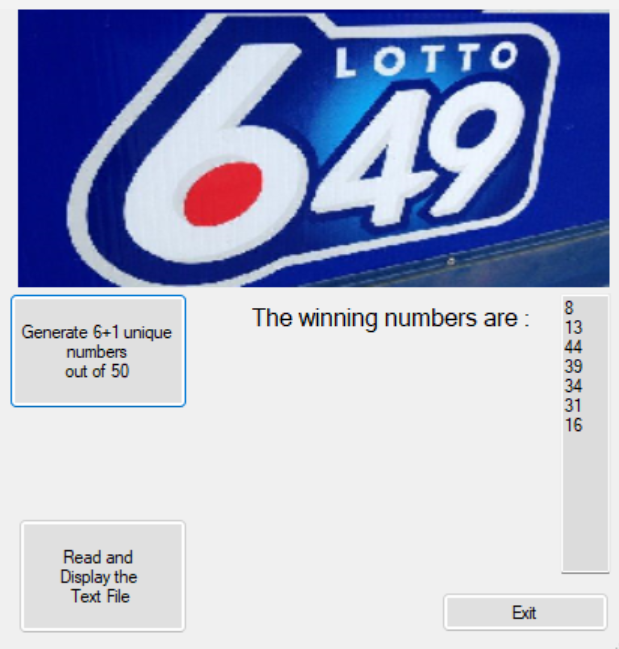 LOTTO
649
Generate 6+1 unique
numbers
out of 50
The winning numbers are :
8
13
44
39
34
31
16
Read and
Display the
Text File
Exit